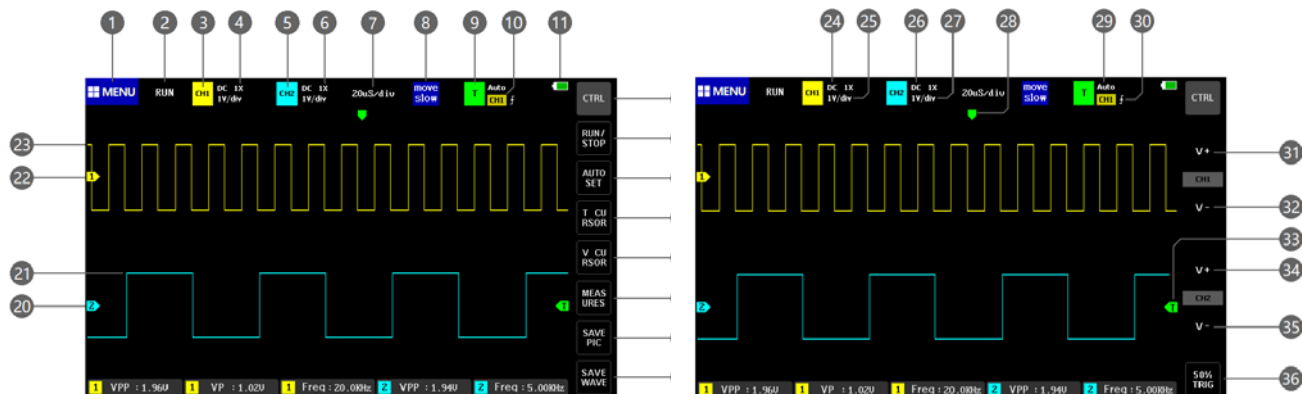 1 2 3 4 5 6 7 8 9 10 11
MENU RUN CH1 DC 1X 1V/div CH2 DC 1X 1V/div 20uS/div move slow T Auto CH1
CTRL
RUN/
STOP
AUTO
SET
T CU
RSOR
V CU
RSOR
MEAS
URES
SAVE
PIC
SAVE
WAVE
23
22
1
21
20
2
T
1 VPP :1.96V 1 VP :1.02V 1 Freq:20.0KHz 2 VPP :1.94V 2 Freq:5.00KHz
24 25 26 27 28 29 30
MENU RUN CH1 DC 1X 1V/div CH2 DC 1X 1V/div 20uS/div move slow T Auto CH1
CTRL
1
V+ 31
CH1
V- 32
33
V+ 34
CH2
2
T
V- 35
50%
TRIG 36
1 VPP :1.96V 1 VP :1.02V 1 Freq:20.0KHz 2 VPP :1.94V 2 Freq:5.00KHz